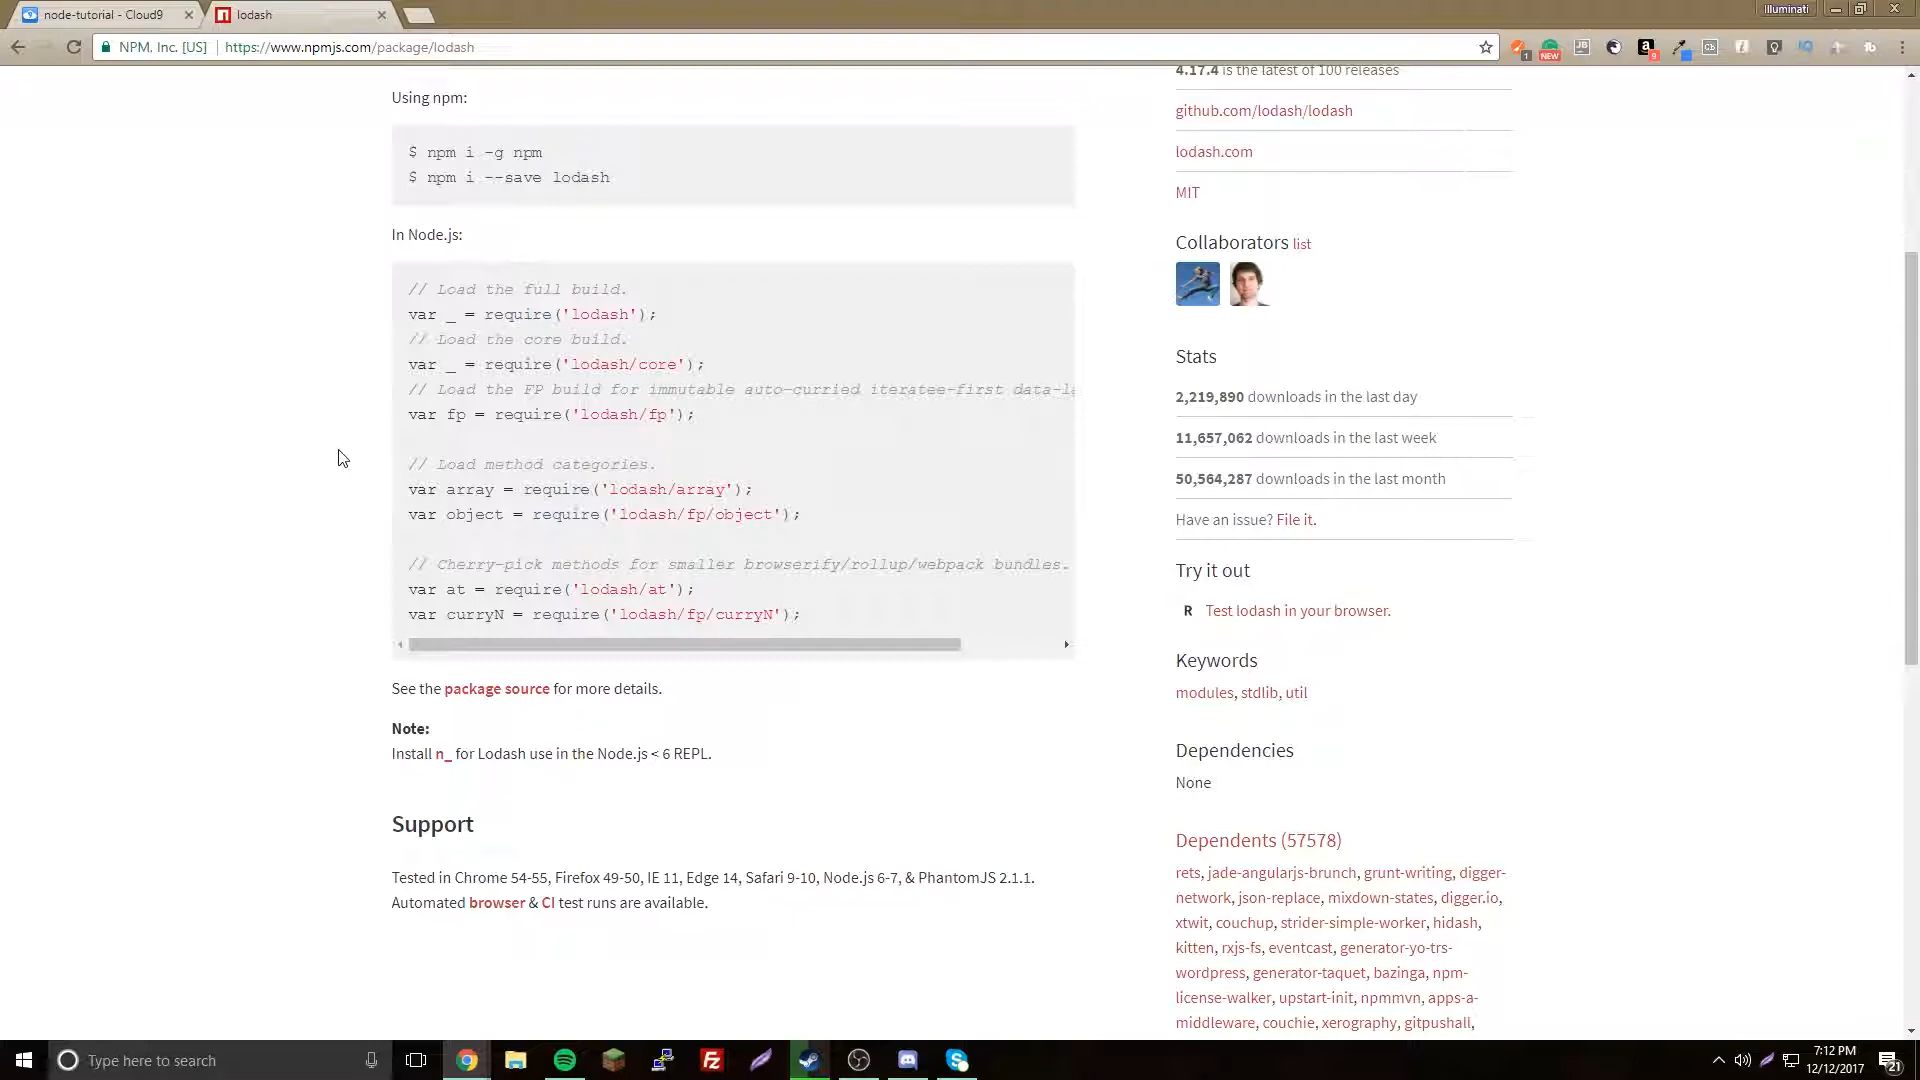 node-tutorial - Cloud9
lodash
Illuminati
NPM, Inc. [US]
https://www.npmjs.com/package/lodash
Using npm:
$ npm i -g npm
$ npm i --save lodash
In Node.js:
// Load the full build.
var _ = require('lodash');
// Load the core build.
var _ = require('lodash/core');
// Load the FP build for immutable auto-curried iteratee-first data-l
var fp = require('lodash/fp');
// Load method categories.
var array = require('lodash/array');
var object = require('lodash/fp/object');
// Cherry-pick methods for smaller browserify/rollup/webpack bundles.
var at = require('lodash/at');
var curryN = require('lodash/fp/curryN');
See the package source for more details.
Note:
Install n_ for Lodash use in the Node.js < 6 REPL.
Support
Tested in Chrome 54-55, Firefox 49-50, IE 11, Edge 14, Safari 9-10, Node.js 6-7, & PhantomJS 2.1.1.
Automated browser & CI test runs are available.
4.17.4 is the latest of 100 releases
github.com/lodash/lodash
lodash.com
MIT
Collaborators list
Stats
2,219,890 downloads in the last day
11,657,062 downloads in the last week
50,564,287 downloads in the last month
Have an issue? File it.
Try it out
R Test lodash in your browser.
Keywords
modules, stdlib, util
Dependencies
None
Dependents (57578)
rets, jade-angularjs-brunch, grunt-writing, digger-
network, json-replace, mixdown-states, digger.io,
xtwit, couchup, strider-simple-worker, hidash,
kitten, rxjs-fs, eventcast, generator-yo-trs-
wordpress, generator-taquet, bazinga, npm-
license-walker, upstart-init, npmmvn, apps-a-
middleware, couchie, xerography, gitpushall,
Type here to search
7:12 PM
12/12/2017
21